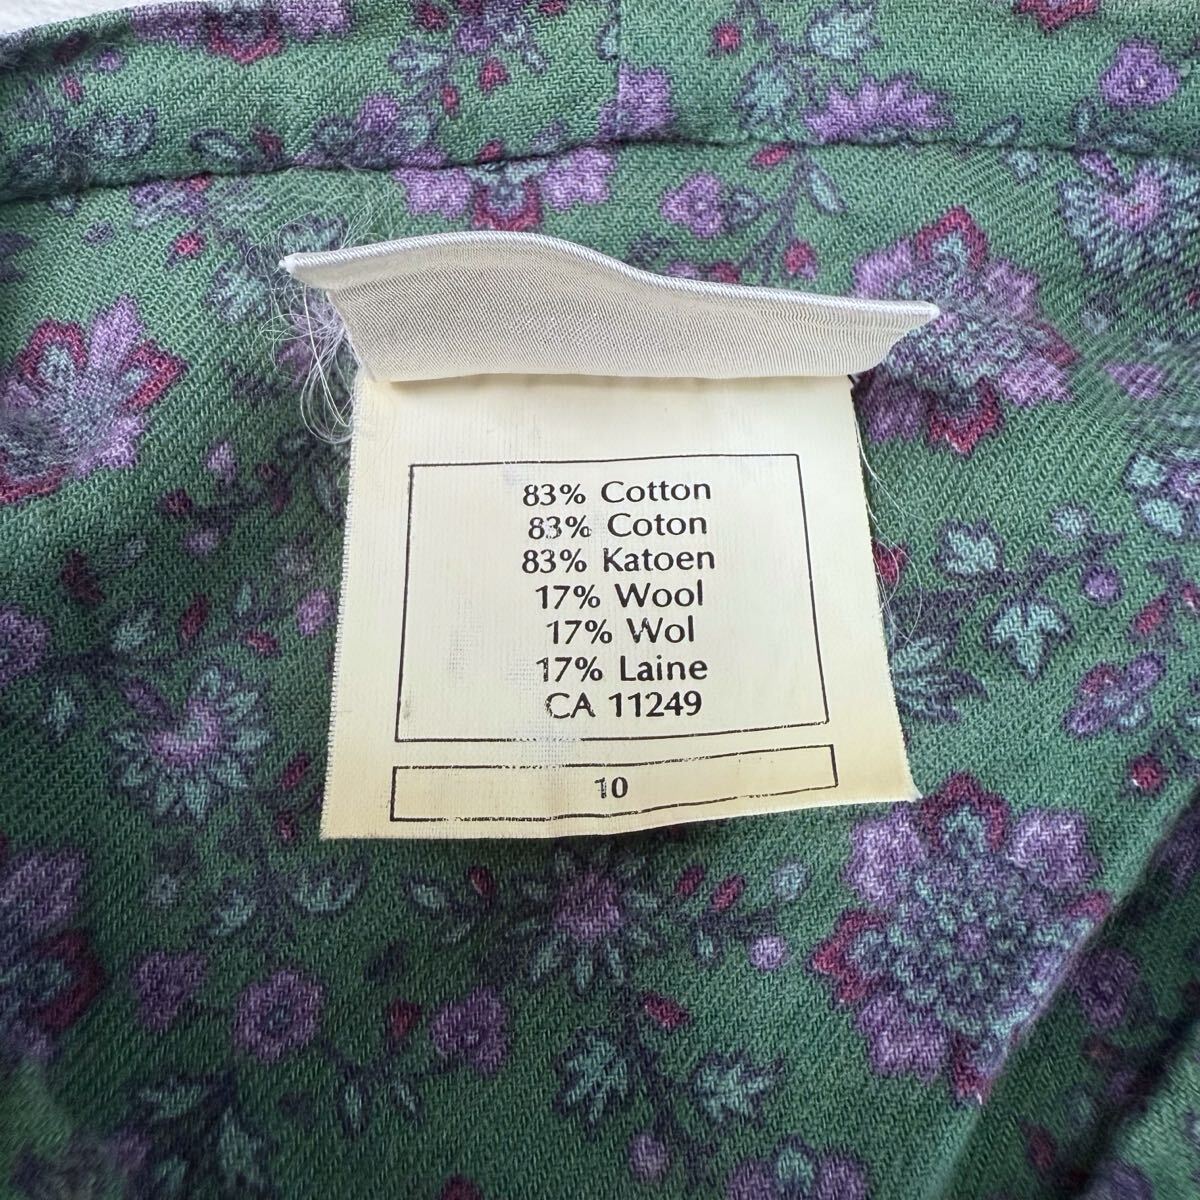 83% Cotton
83% Coton
83% Katoen
17% Wool
17% Wol
17% Laine
CA 11249
10